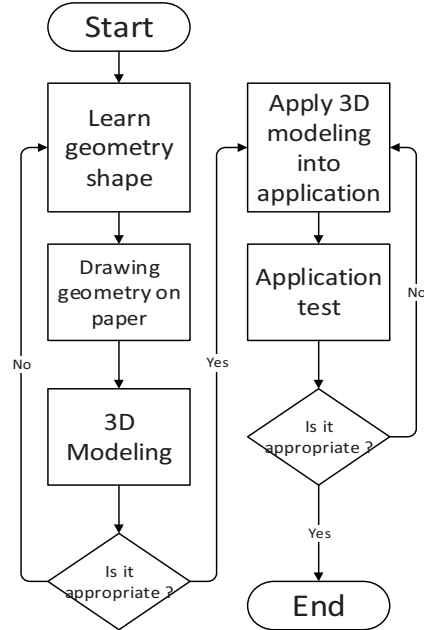 Start
Learn
geometry
shape
Drawing
geometry on
paper
No
3D
Modeling
Is it
appropriate ?
Yes
Apply 3D
modeling
into
application
Application
test
No
Is it
appropriate ?
Yes
End